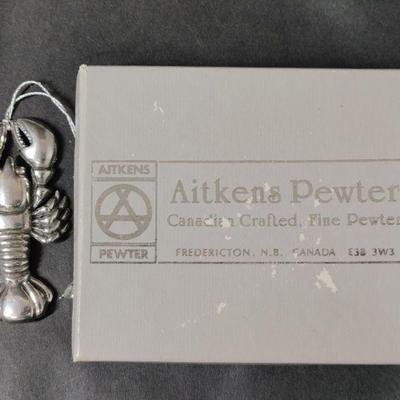 AITKENS
PEWTER
Aitkens Pewter
Canadian Crafted, Fine Pewter
FREDERICTON, N.B. CANADA E3B 3W3